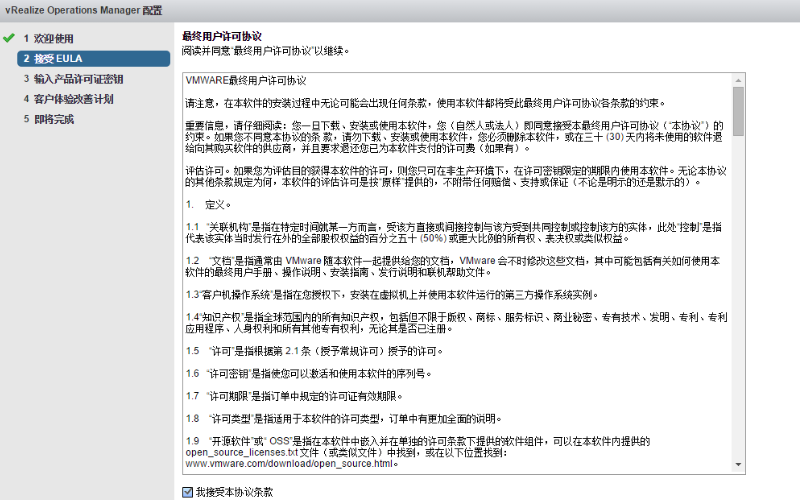 vRealize Operations Manager 配置
1 欢迎使用
2 接受 EULA
3 输入产品许可证密钥
4 客户体验改善计划
5 即将完成
最终用户许可协议
阅读并同意“最终用户许可协议”以继续。
VMWARE最终用户许可协议
请注意，在本软件的安装过程中无论可能会出现任何条款，使用本软件都将受此最终用户许可协议各条款的约束。
重要信息，请仔细阅读：您一旦下载、安装或使用本软件，您（自然人或法人）即同意接受本最终用户许可协议（“本协议”）的
约束。如果您不同意本协议的条 款，请勿下载、安装或使用本软件，您必须删除本软件，或在三十 (30) 天内将未使用的软件退
给向其购买软件的供应商，并且要求退还您已为本软件支付的许可费（如果有）。
评估许可。如果您为评估目的获得本软件的许可，则您只可在非生产环境下，在许可密钥限定的期限内使用本软件。无论本协议
的其他条款规定为何，本软件的评估许可是按“原样”提供的，不附带任何赔偿、支持或保证（不论是明示的还是默示的）。
1. 定义。
1.1 “关联机构”是指在特定时间就某一方而言，受该方直接或间接控制与该方受到共同控制或控制该方的实体，此处“控制”是指
代表该实体当时发行在外的全部股权权益的百分之五十 (50%) 或更大比例的所有权、表决权或类似权益。
1.2 “文档”是指通常由 VMware 随本软件一起提供给您的文档，VMware 会不时修改这些文档，其中可能包括有关如何使用本
软件的最终用户手册、操作说明、安装指南、发行说明和联机帮助文件。
1.3“客户机操作系统”是指在您授权下，安装在虚拟机上并使用本软件运行的第三方操作系统实例。
1.4“知识产权”是指全球范围内的所有知识产权，包括但不限于版权、商标、服务标识、商业秘密、专有技术、发明、专利、专利
应用程序、人身权利和所有其他专有权利，无论其是否已注册。
1.5 “许可”是指根据第 2.1 条（授予常规许可）授予的许可。
1.6 “许可密钥”是指使您可以激活和使用本软件的序列号。
1.7 “许可期限”是指订单中规定的许可证有效期限。
1.8 “许可类型”是指适用于本软件的许可类型，订单中有更加全面的说明。
1.9 “开源软件”或“ OSS”是指在本软件中嵌入并在单独的许可条款下提供的软件组件，可以在本软件内提供的
open_source_licenses.txt 文件（或类似文件）中找到，或在以下位置找到：
www.vmware.com/download/open_source.html。
我接受本协议条款